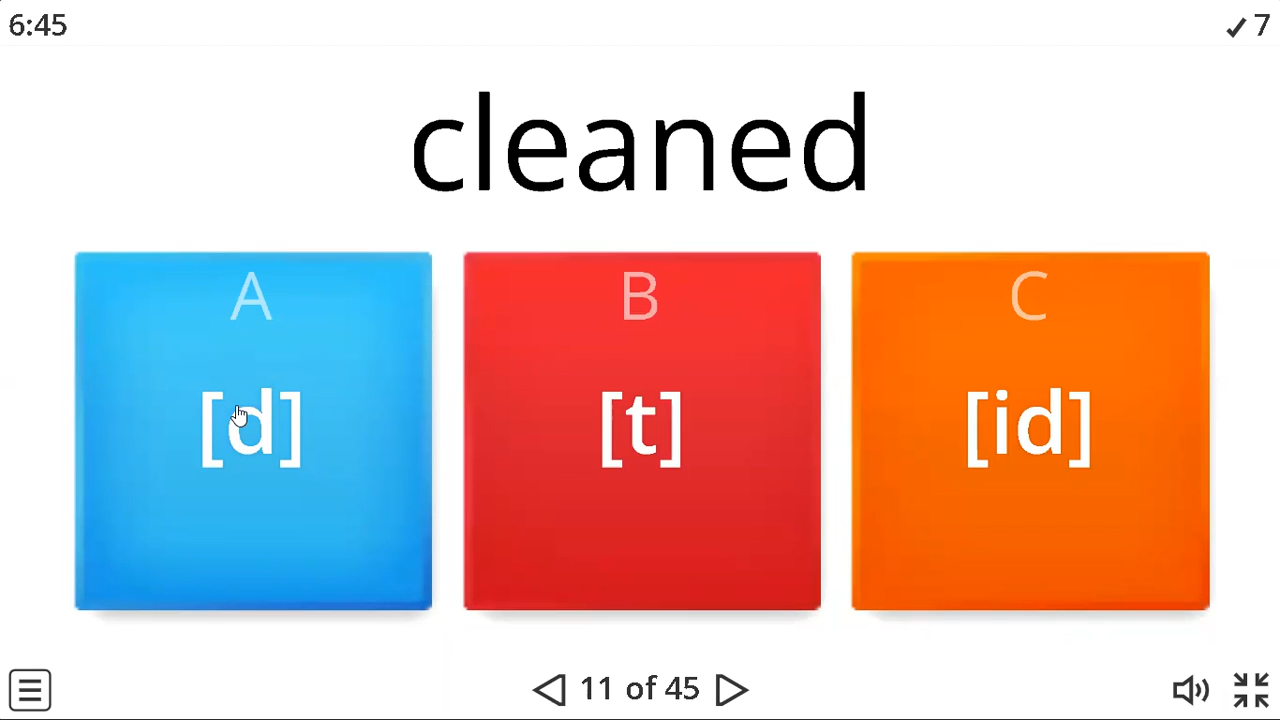 6:45
✓ 7
cleaned
A
B
C
[d]
[t]
[id]
11 of 45